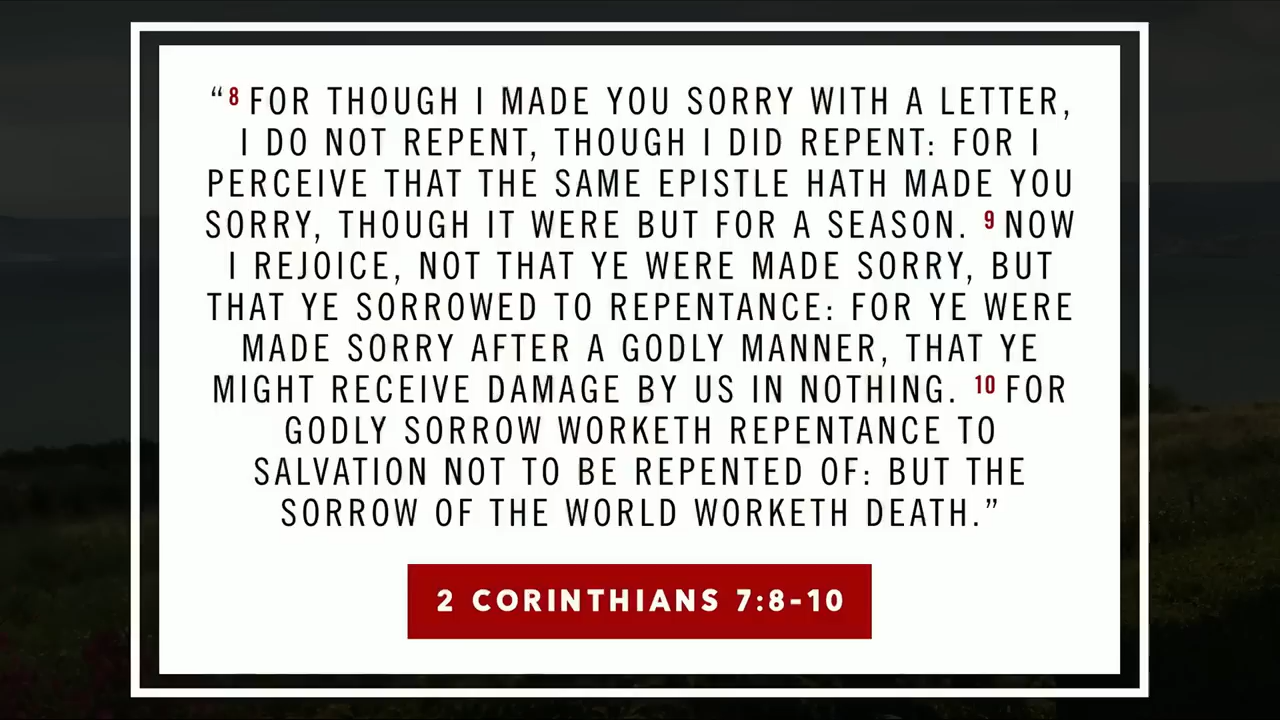 “8 FOR THOUGH I MADE YOU SORRY WITH A LETTER,
I DO NOT REPENT, THOUGH I DID REPENT: FOR I
PERCEIVE THAT THE SAME EPISTLE HATH MADE YOU
SORRY, THOUGH IT WERE BUT FOR A SEASON. 9 NOW
I REJOICE, NOT THAT YE WERE MADE SORRY, BUT
THAT YE SORROWED TO REPENTANCE: FOR YE WERE
MADE SORRY AFTER A GODLY MANNER, THAT YE
MIGHT RECEIVE DAMAGE BY US IN NOTHING. 10 FOR
GODLY SORROW WORKETH REPENTANCE TO
SALVATION NOT TO BE REPENTED OF: BUT THE
SORROW OF THE WORLD WORKETH DEATH.”
2 CORINTHIANS 7:8-10